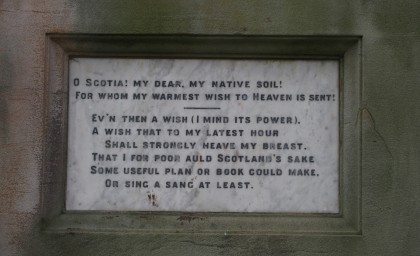 O SCOTIA! MY DEAR, MY NATIVE SOIL!
FOR WHOM MY WARMEST WISH TO HEAVEN IS SENT!
EV'N THEN A WISH (I MIND ITS POWER),
A WISH THAT TO MY LATEST HOUR
SHALL STRONGLY HEAVE MY BREAST,
THAT I FOR POOR AULD SCOTLAND'S SAKE
SOME USEFUL PLAN OR BOOK COULD MAKE,
OR SING A SANG AT LEAST.